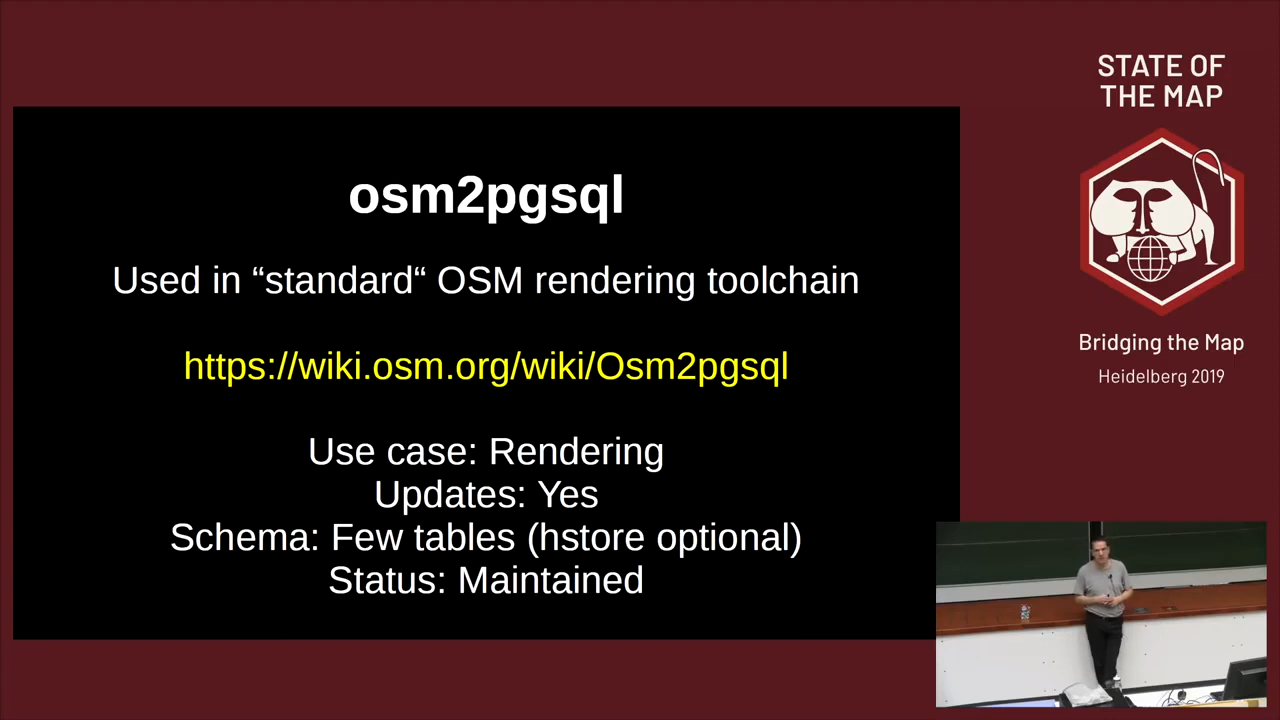 osm2pgsql
Used in “standard“ OSM rendering toolchain
https://wiki.osm.org/wiki/Osm2pgsql
Use case: Rendering
Updates: Yes
Schema: Few tables (hstore optional)
Status: Maintained
STATE OF
THE MAP
Bridging the Map
Heidelberg 2019